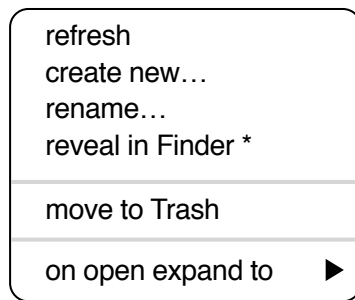 refresh
create new…
rename…
reveal in Finder *
move to Trash
on open expand to ▶